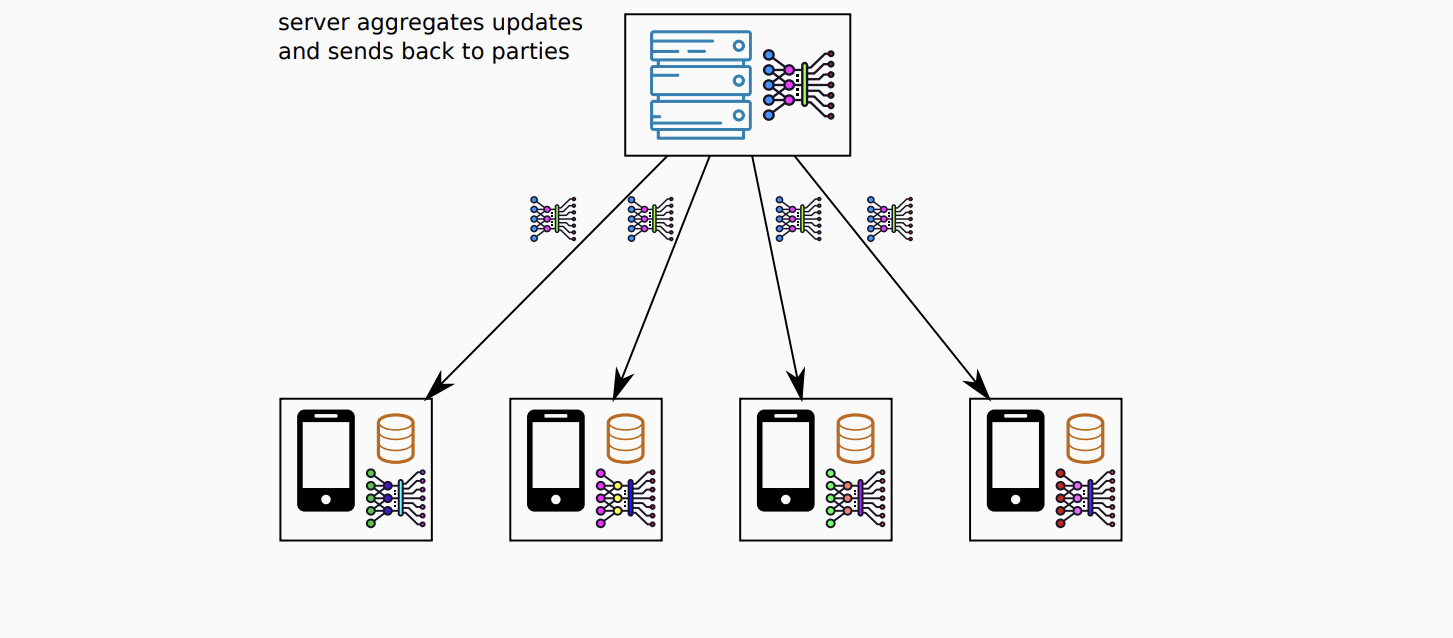 server aggregates updates
and sends back to parties